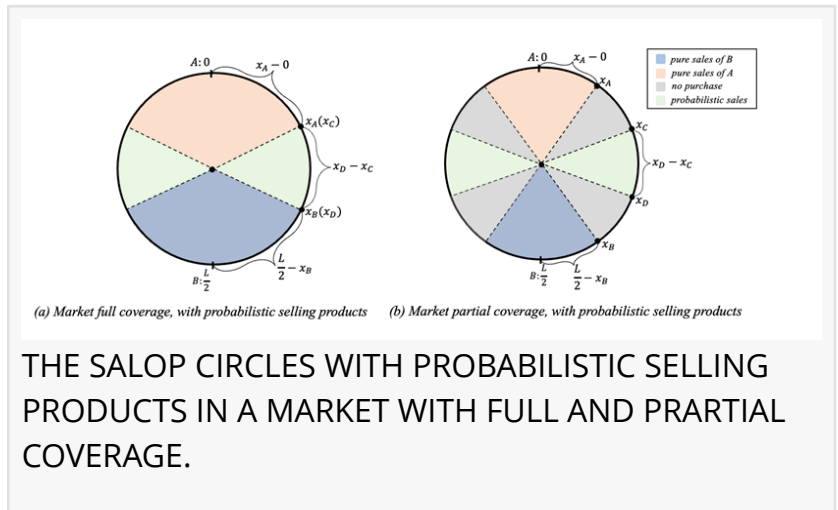 A: 0
x_A − 0
x_A(x_C)
x_D − x_C
x_B(x_D)
L/2 − x_B
B: L/2
A: 0
x_A − 0
x_A
x_C
x_D − x_C
x_D
x_B
B: L/2
L/2 − x_B
pure sales of B
pure sales of A
no purchase
probabilistic sales
(a) Market full coverage, with probabilistic selling products
(b) Market partial coverage, with probabilistic selling products
THE SALOP CIRCLES WITH PROBABILISTIC SELLING
PRODUCTS IN A MARKET WITH FULL AND PRARTIAL
COVERAGE.